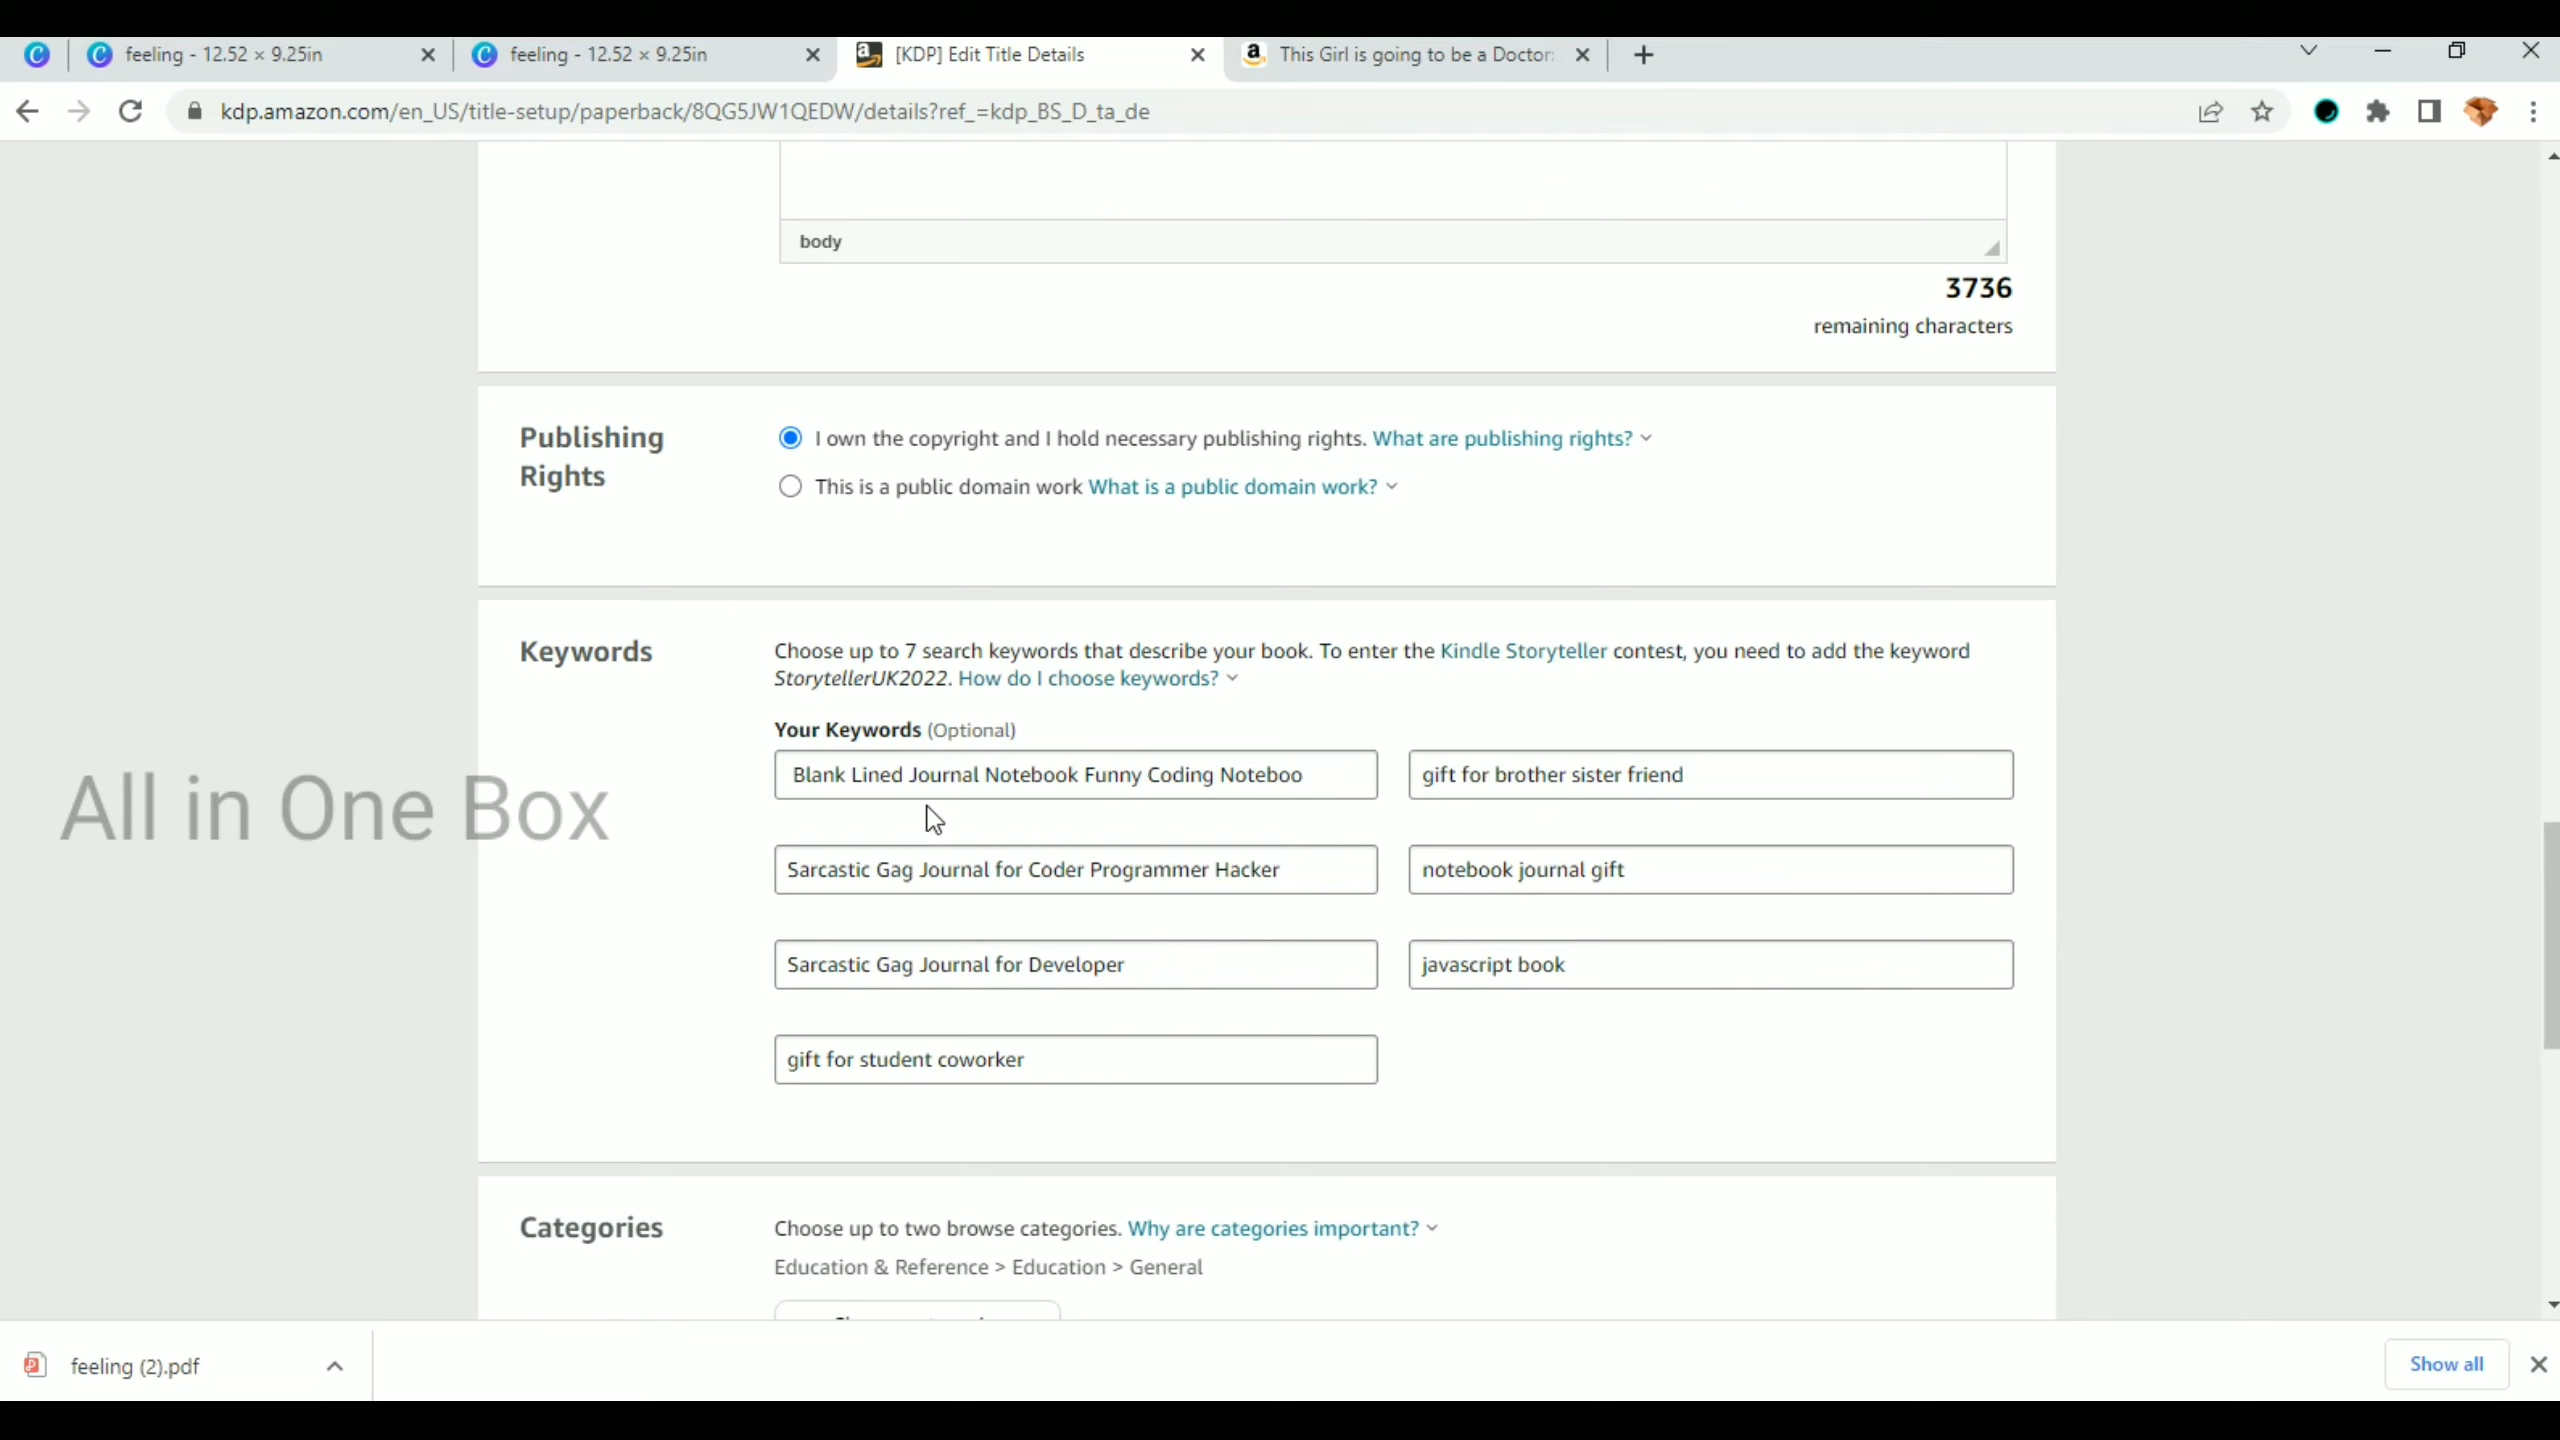 feeling - 12.52 × 9.25in
feeling - 12.52 × 9.25in
[KDP] Edit Title Details
This Girl is going to be a Doctor:
kdp.amazon.com/en_US/title-setup/paperback/8QG5JW1QEDW/details?ref_=kdp_BS_D_ta_de
body
3736
remaining characters
Publishing
Rights
I own the copyright and I hold necessary publishing rights. What are publishing rights?
This is a public domain work What is a public domain work?
Keywords
Choose up to 7 search keywords that describe your book. To enter the Kindle Storyteller contest, you need to add the keyword
StorytellerUK2022. How do I choose keywords?
Your Keywords (Optional)
Blank Lined Journal Notebook Funny Coding Noteboo
gift for brother sister friend
All in One Box
Sarcastic Gag Journal for Coder Programmer Hacker
notebook journal gift
Sarcastic Gag Journal for Developer
javascript book
gift for student coworker
Categories
Choose up to two browse categories. Why are categories important?
Education & Reference > Education > General
feeling (2).pdf
Show all